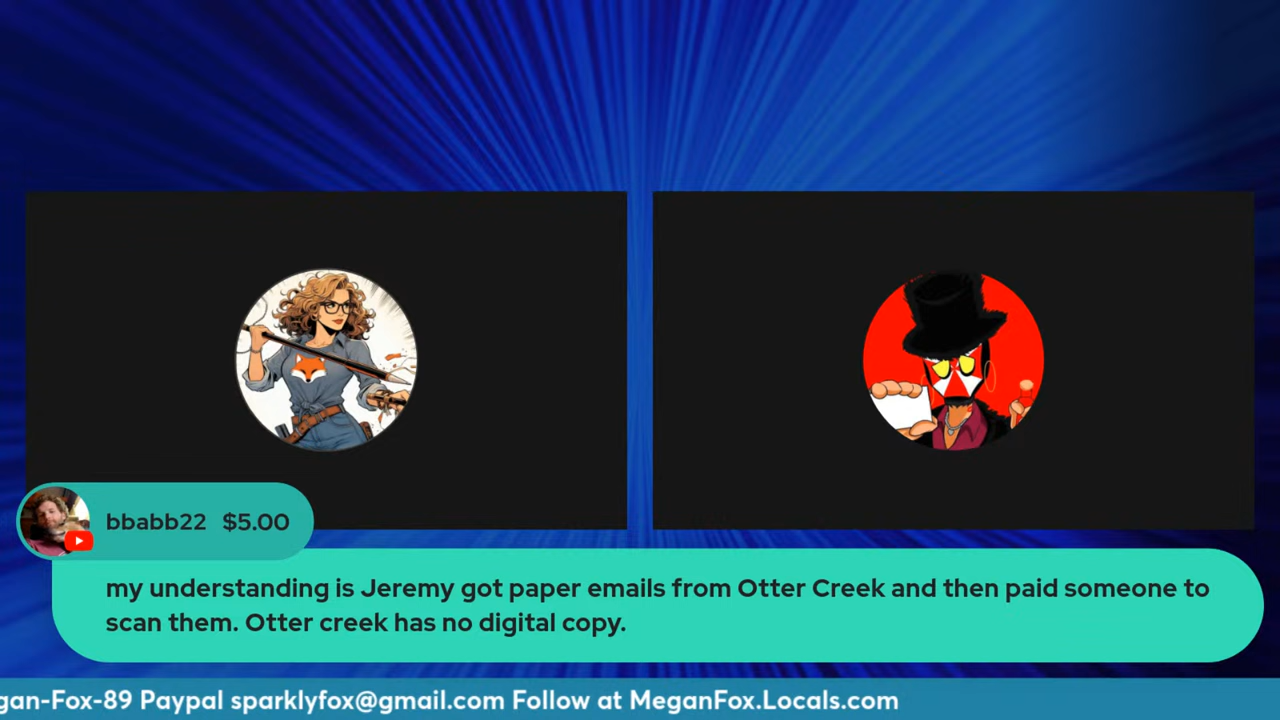 bbabb22 $5.00
my understanding is Jeremy got paper emails from Otter Creek and then paid someone to
scan them. Otter creek has no digital copy.
gan-Fox-89 Paypal sparklyfox@gmail.com Follow at MeganFox.Locals.com